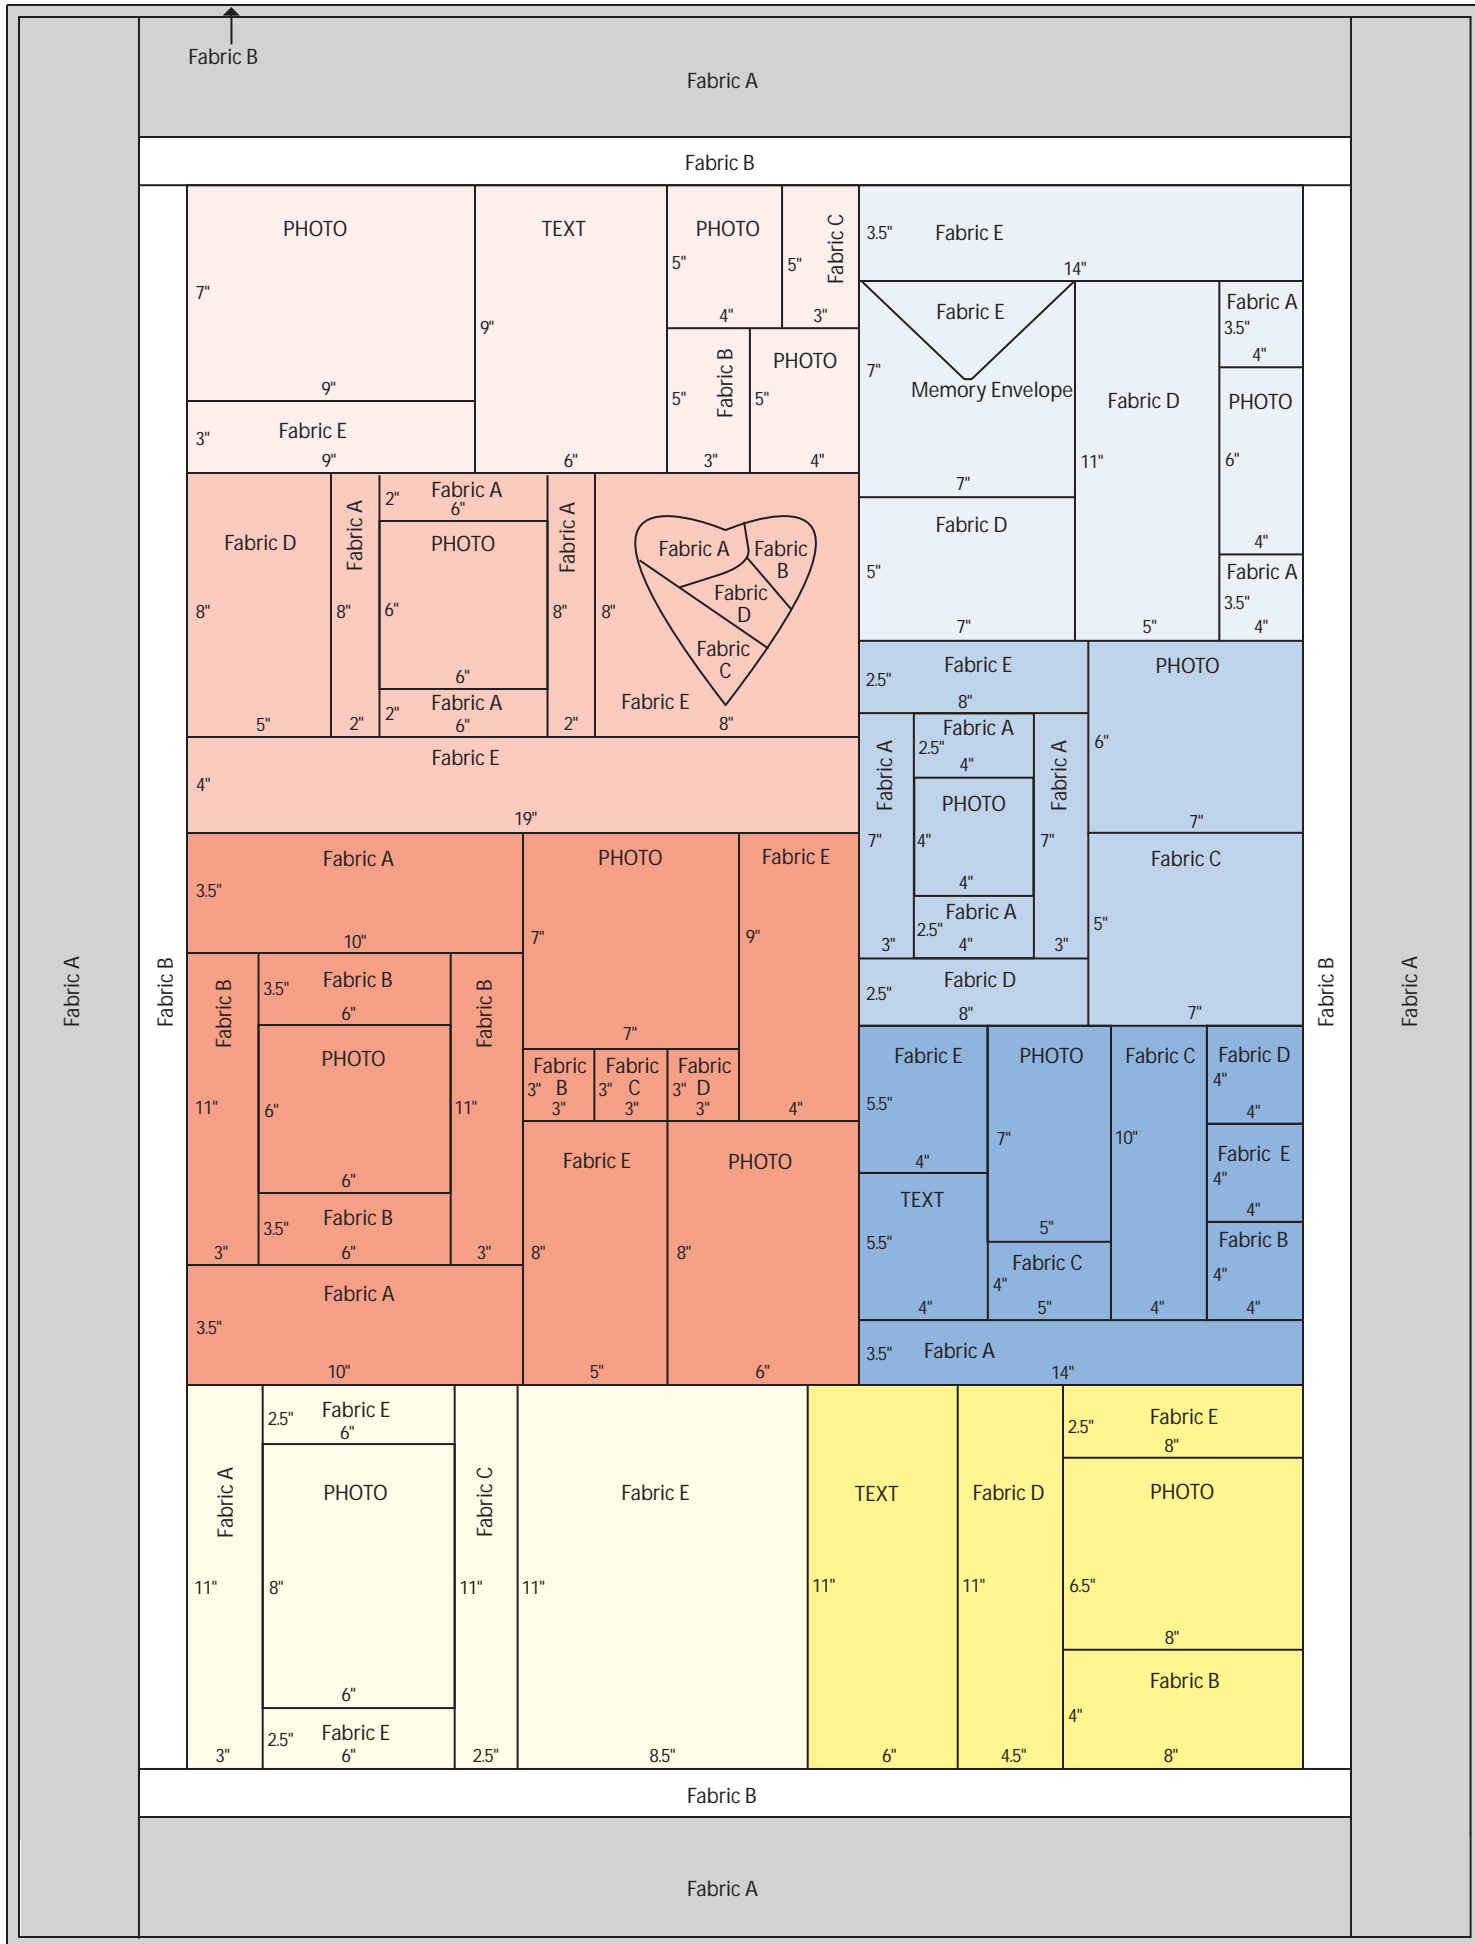 Fabric B
Fabric A
Fabric B
PHOTO
7"
9"
3"
Fabric E
9"
TEXT
9"
6"
PHOTO
5"
4"
Fabric C
5"
3"
Fabric B
5"
3"
PHOTO
5"
4"
3.5"
Fabric E
14"
Fabric E
7"
Memory Envelope
7"
Fabric D
5"
7"
Fabric D
11"
5"
Fabric A
3.5"
4"
PHOTO
6"
4"
Fabric A
3.5"
4"
Fabric D
8"
5"
Fabric A
8"
2"
Fabric A
2"
6"
PHOTO
6"
6"
Fabric A
2"
6"
Fabric A
8"
2"
8"
Fabric A
Fabric
B
Fabric
D
Fabric
C
Fabric E
8"
Fabric E
4"
19"
Fabric E
2.5"
8"
Fabric A
7"
3"
Fabric A
2.5"
4"
PHOTO
4"
4"
Fabric A
2.5"
4"
Fabric A
7"
3"
Fabric D
2.5"
8"
PHOTO
6"
7"
Fabric C
5"
7"
Fabric A
3.5"
10"
Fabric B
11"
3"
Fabric B
3.5"
6"
PHOTO
6"
6"
Fabric B
3.5"
6"
Fabric B
11"
3"
Fabric A
3.5"
10"
PHOTO
7"
7"
Fabric E
9"
4"
Fabric
3" B
3"
Fabric
3" C
3"
Fabric
3" D
3"
Fabric E
8"
5"
PHOTO
8"
6"
Fabric E
5.5"
4"
TEXT
5.5"
4"
PHOTO
7"
5"
Fabric C
4"
5"
Fabric C
10"
4"
Fabric D
4"
4"
Fabric E
4"
4"
Fabric B
4"
4"
3.5"
Fabric A
14"
Fabric A
11"
3"
Fabric E
2.5"
6"
PHOTO
8"
6"
Fabric E
2.5"
6"
Fabric C
11"
2.5"
Fabric E
11"
8.5"
TEXT
11"
6"
Fabric D
11"
4.5"
Fabric E
2.5"
8"
PHOTO
6.5"
8"
Fabric B
4"
8"
Fabric A
Fabric B
Fabric B
Fabric A
Fabric B
Fabric A